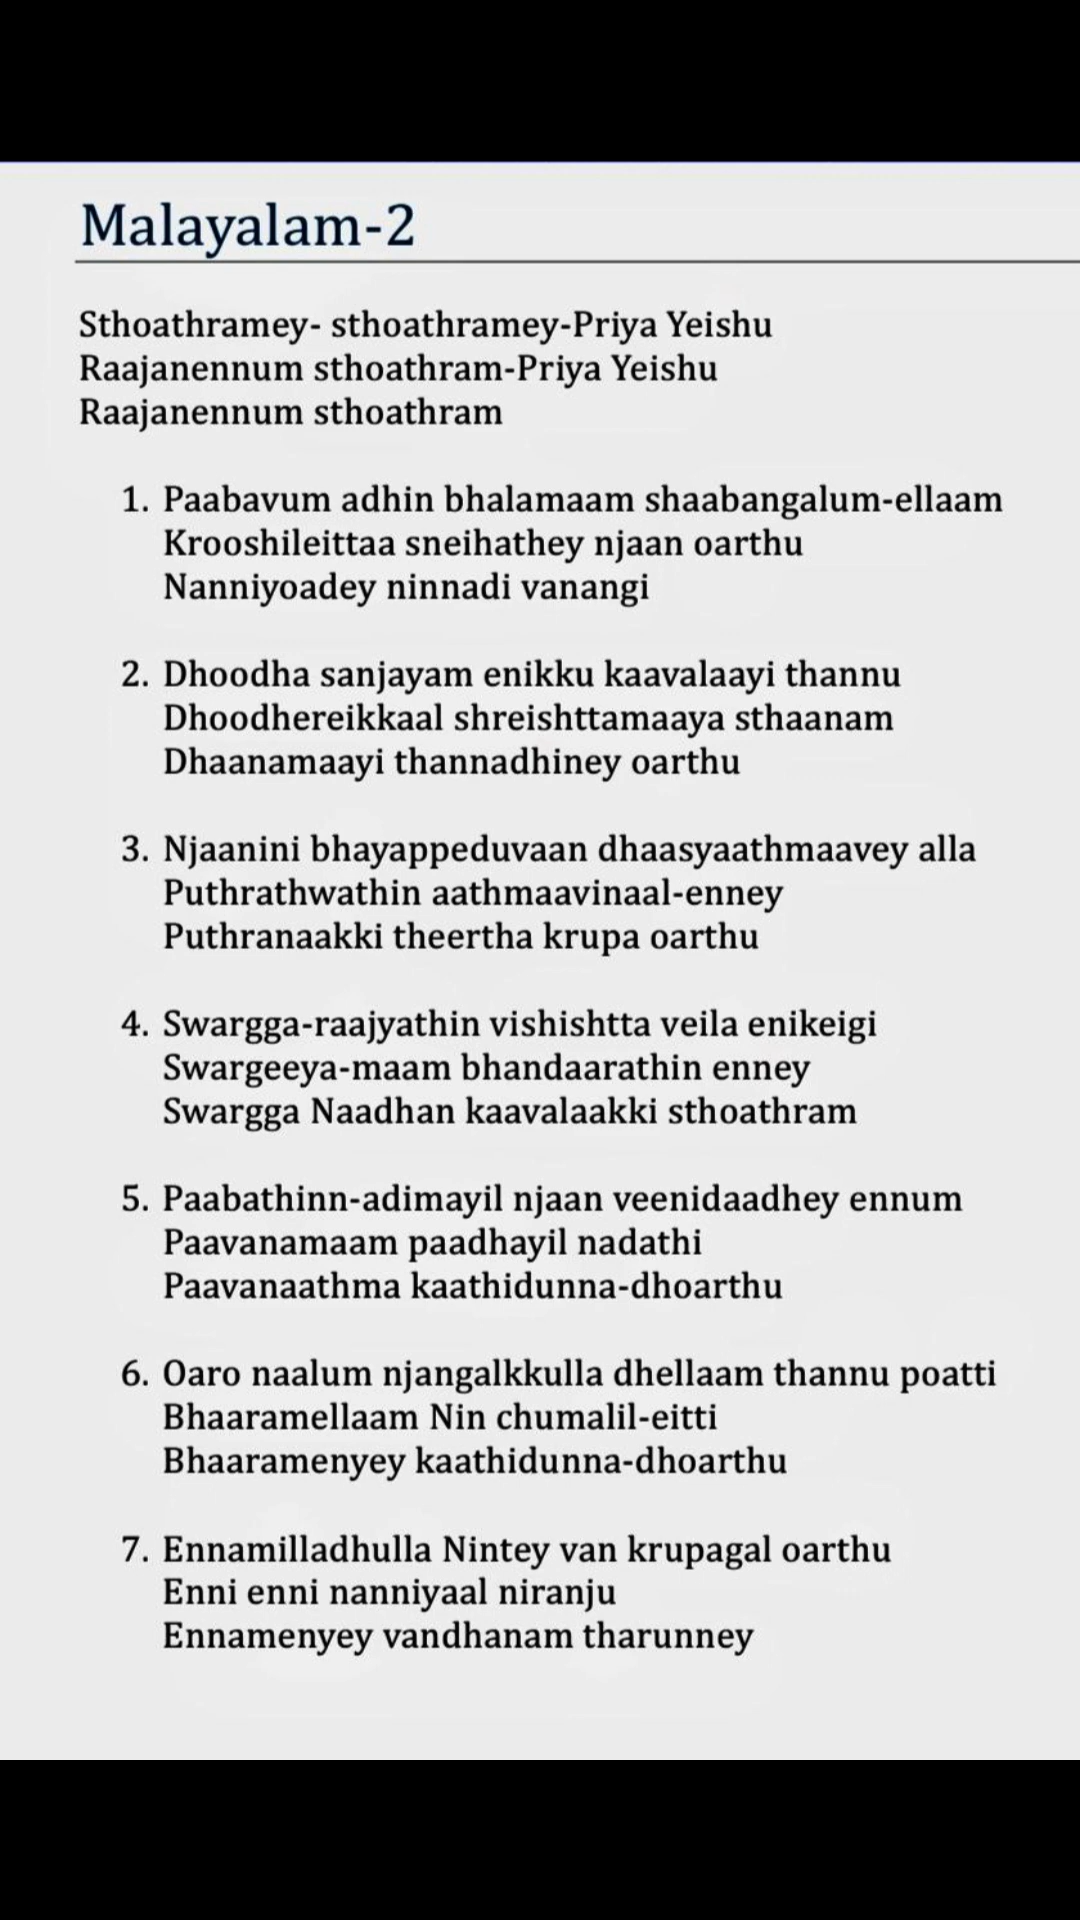 Malayalam-2
Sthoathramey- sthoathramey-Priya Yeishu
Raajanennum sthoathram-Priya Yeishu
Raajanennum sthoathram
1. Paabavum adhin bhalamaam shaabangalum-ellaam
Krooshileittaa sneihathey njaan oarthu
Nanniyoadey ninnadi vanangi
2. Dhoodha sanjayam enikku kaavalaayi thannu
Dhoodhereikkaal shreishttamaaya sthaanam
Dhaanamaayi thannadhiney oarthu
3. Njaanini bhayappeduvaan dhaasyaathmaavey alla
Puthrathwathin aathmaavinaal-enney
Puthranaakki theertha krupa oarthu
4. Swargga-raajyathin vishishtta veila enikeigi
Swargeeya-maam bhandaarathin enney
Swargga Naadhan kaavalaakki sthoathram
5. Paabathinn-adimayil njaan veenidaadhey ennum
Paavanamaam paadhayil nadathi
Paavanaathma kaathidunna-dhoarthu
6. Oaro naalum njangalkkulla dhellaam thannu poatti
Bhaaramellaam Nin chumalil-eitti
Bhaaramenyey kaathidunna-dhoarthu
7. Ennamilladhulla Nintey van krupagal oarthu
Enni enni nanniyaal niranju
Ennamenyey vandhanam tharunney